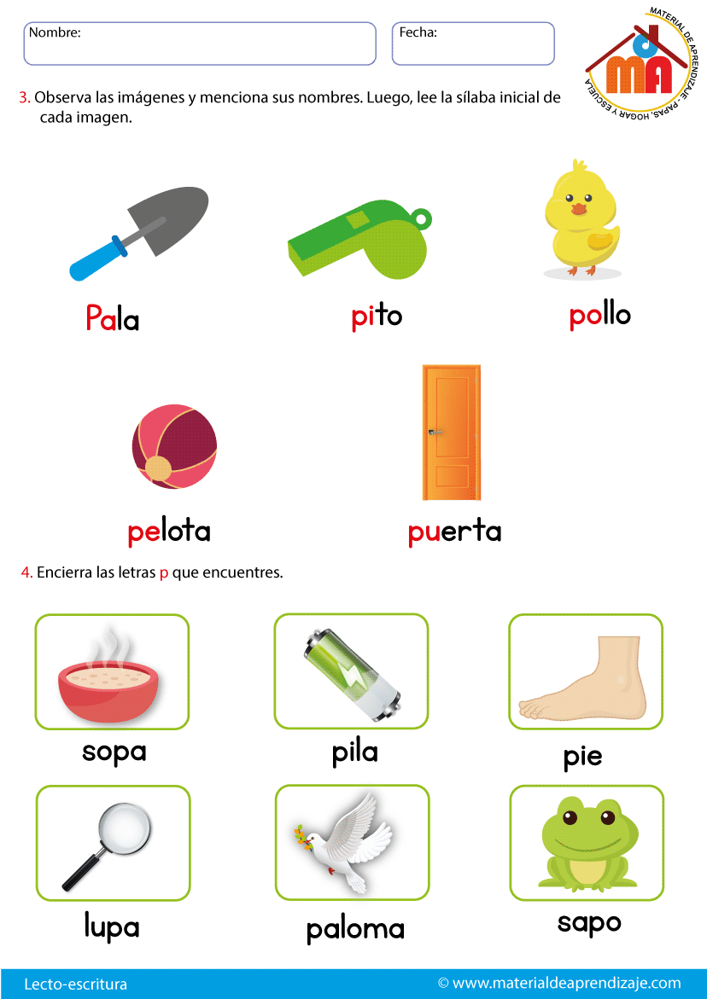 Nombre:
Fecha:
MATERIAL DE APRENDIZAJE - PAPAS, HOGAR Y ESCUELA
dMA
3. Observa las imágenes y menciona sus nombres. Luego, lee la sílaba inicial de
cada imagen.
Pala
pito
pollo
pelota
puerta
4. Encierra las letras p que encuentres.
sopa
pila
pie
lupa
paloma
sapo
Lecto-escritura
© www.materialdeaprendizaje.com